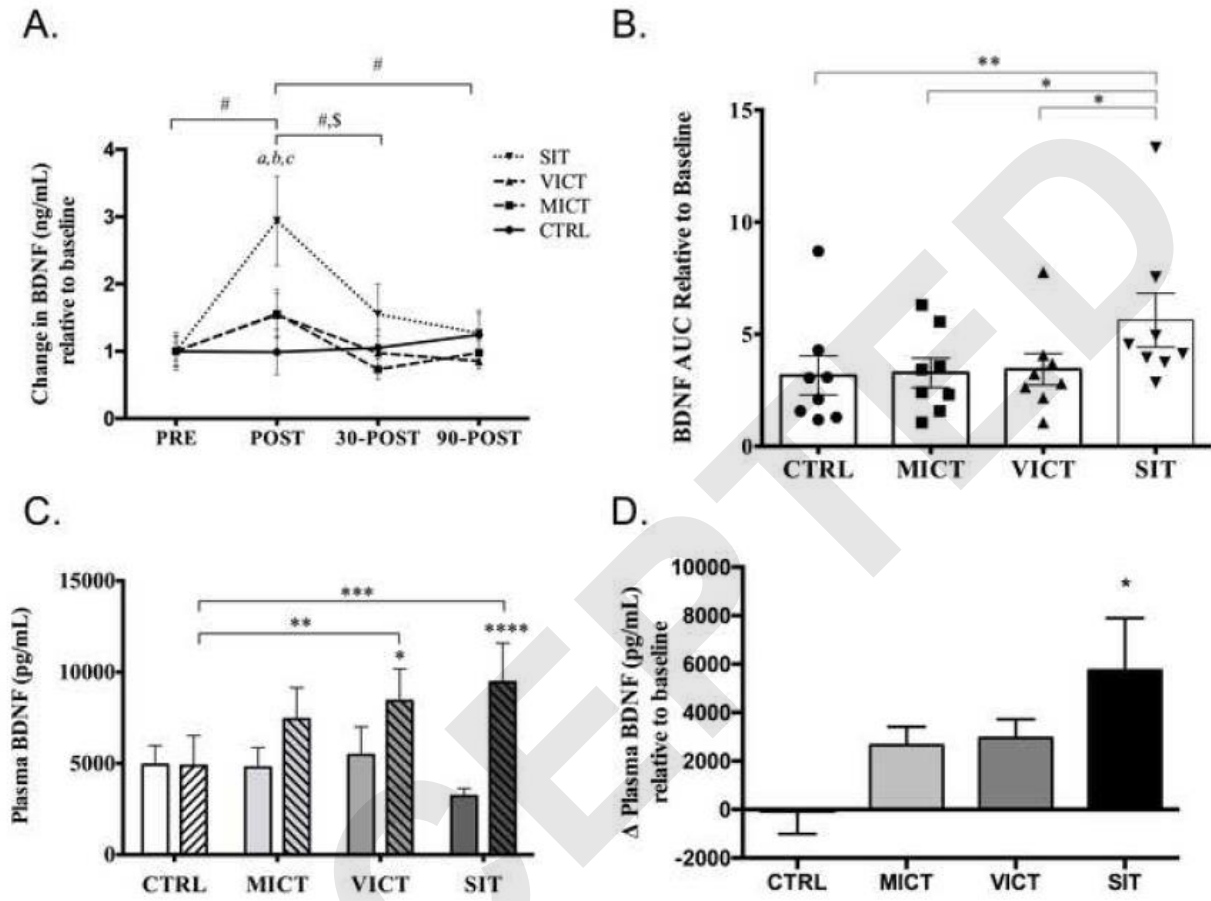 A.
#
#
#,$
a,b,c
4
3
2
1
0
Change in BDNF (ng/mL)
relative to baseline
PRE POST 30-POST 90-POST
SIT
VICT
MICT
CTRL
B.
**
*
*
15
10
5
0
BDNF AUC Relative to Baseline
CTRL MICT VICT SIT
C.
***
**
*
****
15000
10000
5000
0
Plasma BDNF (pg/mL)
CTRL MICT VICT SIT
D.
*
10000
8000
6000
4000
2000
0
-2000
Δ Plasma BDNF (pg/mL)
relative to baseline
CTRL MICT VICT SIT
CEPTED